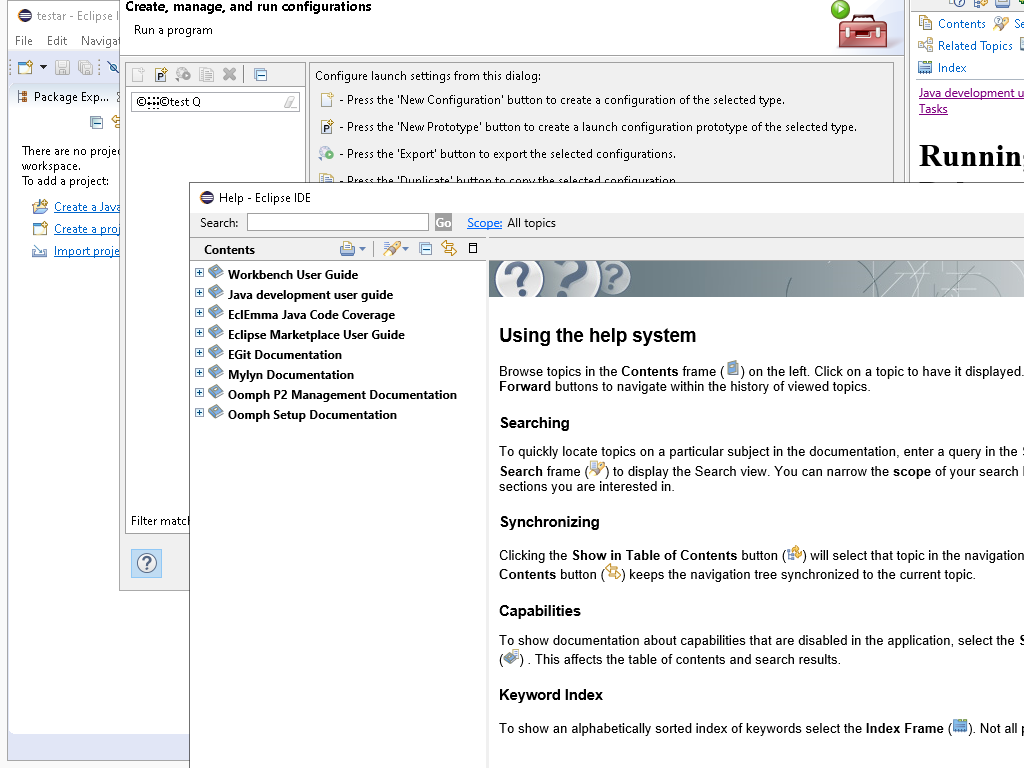 testar - Eclipse I
File Edit Navigat
Package Exp...
There are no projec
workspace.
To add a project:
Create a Java
Create a proj
Import proje
Create, manage, and run configurations
Run a program
test Q
Filter match
Configure launch settings from this dialog:
- Press the 'New Configuration' button to create a configuration of the selected type.
- Press the 'New Prototype' button to create a launch configuration prototype of the selected type.
- Press the 'Export' button to export the selected configurations.
- Press the 'Duplicate' button to copy the selected configuration.
Contents Se
Related Topics
Index
Java development u
Tasks
Running
Help - Eclipse IDE
Search: Go Scope: All topics
Contents
Workbench User Guide
Java development user guide
EclEmma Java Code Coverage
Eclipse Marketplace User Guide
EGit Documentation
Mylyn Documentation
Oomph P2 Management Documentation
Oomph Setup Documentation
Using the help system
Browse topics in the Contents frame ( ) on the left. Click on a topic to have it displayed.
Forward buttons to navigate within the history of viewed topics.
Searching
To quickly locate topics on a particular subject in the documentation, enter a query in the S
Search frame ( ) to display the Search view. You can narrow the scope of your search
sections you are interested in.
Synchronizing
Clicking the Show in Table of Contents button ( ) will select that topic in the navigation
Contents button ( ) keeps the navigation tree synchronized to the current topic.
Capabilities
To show documentation about capabilities that are disabled in the application, select the S
( ) . This affects the table of contents and search results.
Keyword Index
To show an alphabetically sorted index of keywords select the Index Frame ( ). Not all p